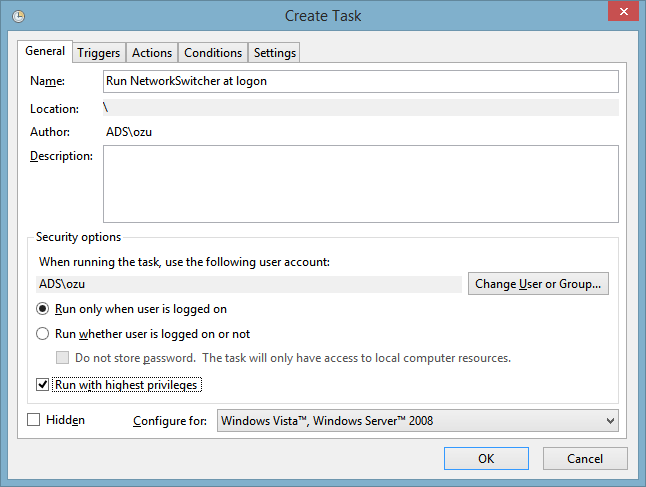 Create Task
General Triggers Actions Conditions Settings
Name: Run NetworkSwitcher at logon
Location: \
Author: ADS\ozu
Description:
Security options
When running the task, use the following user account:
ADS\ozu Change User or Group...
Run only when user is logged on
Run whether user is logged on or not
Do not store password. The task will only have access to local computer resources.
Run with highest privileges
Hidden Configure for: Windows Vista™, Windows Server™ 2008
OK Cancel